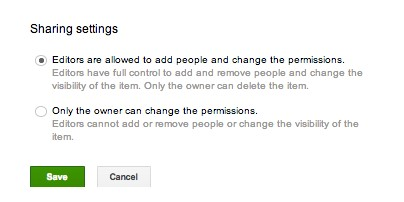 Sharing settings
Editors are allowed to add people and change the permissions.
Editors have full control to add and remove people and change the
visibility of the item. Only the owner can delete the item.
Only the owner can change the permissions.
Editors cannot add or remove people or change the visibility of the
item.
Save Cancel